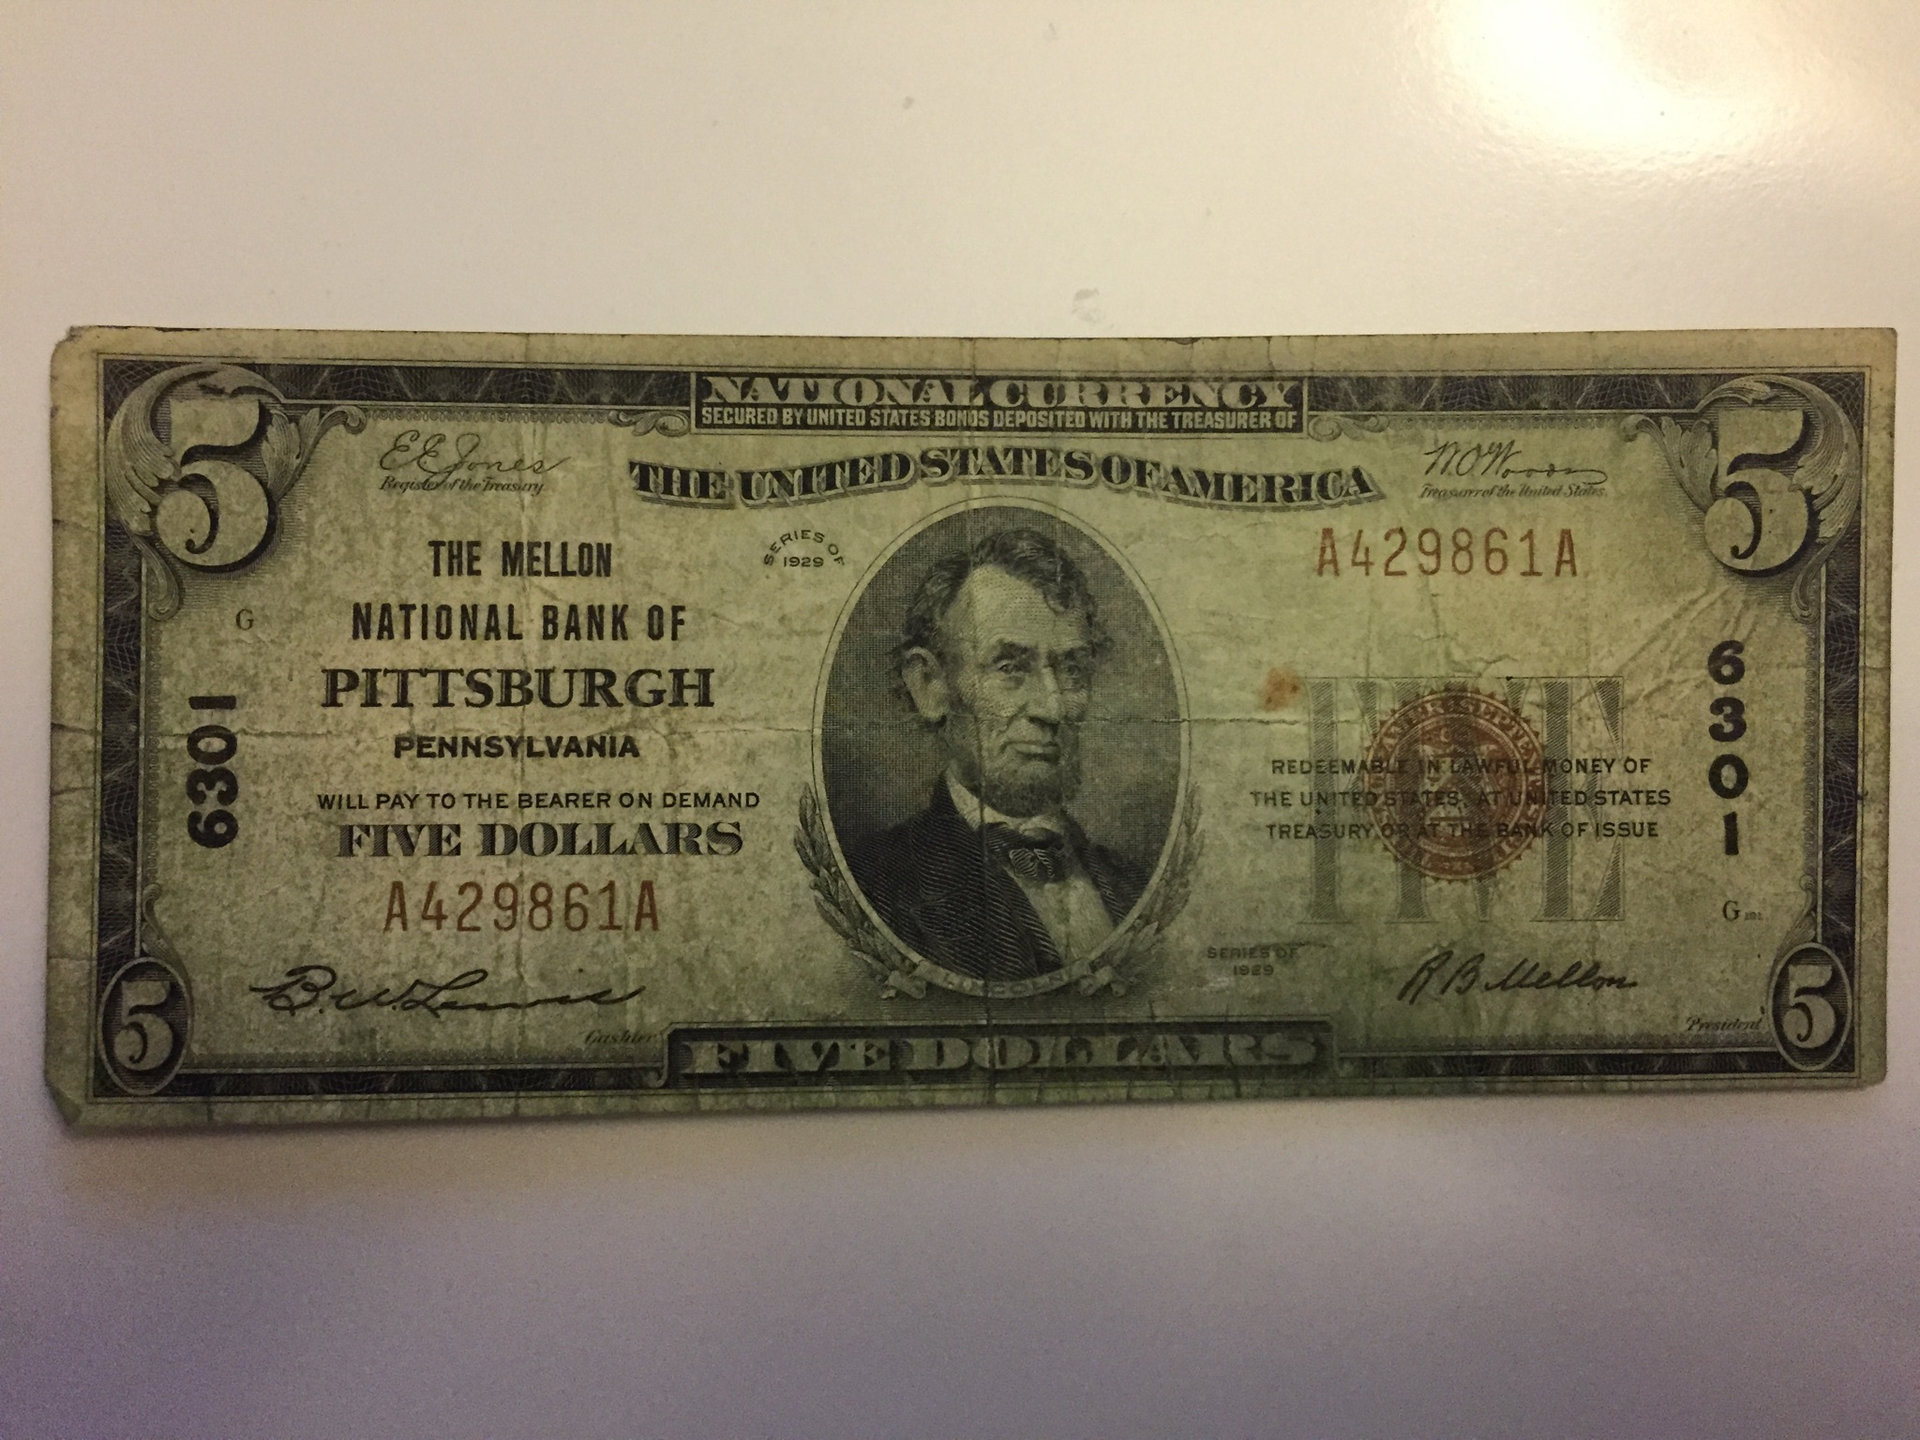 NATIONAL CURRENCY
SECURED BY UNITED STATES BONDS DEPOSITED WITH THE TREASURER OF
THE UNITED STATES OF AMERICA
5
5
E E Jones
Register of the Treasury
W. O. Woods
Treasurer of the United States.
SERIES OF
1929
A429861A
THE MELLON
NATIONAL BANK OF
PITTSBURGH
PENNSYLVANIA
WILL PAY TO THE BEARER ON DEMAND
FIVE DOLLARS
A429861A
G
6301
6301
FIVE
REDEEMABLE IN LAWFUL MONEY OF
THE UNITED STATES, AT UNITED STATES
TREASURY, OR AT THE BANK OF ISSUE
G
SERIES OF
1929
B. W. Lewis
Cashier
R B Mellon
President
LINCOLN
5
FIVE DOLLARS
5